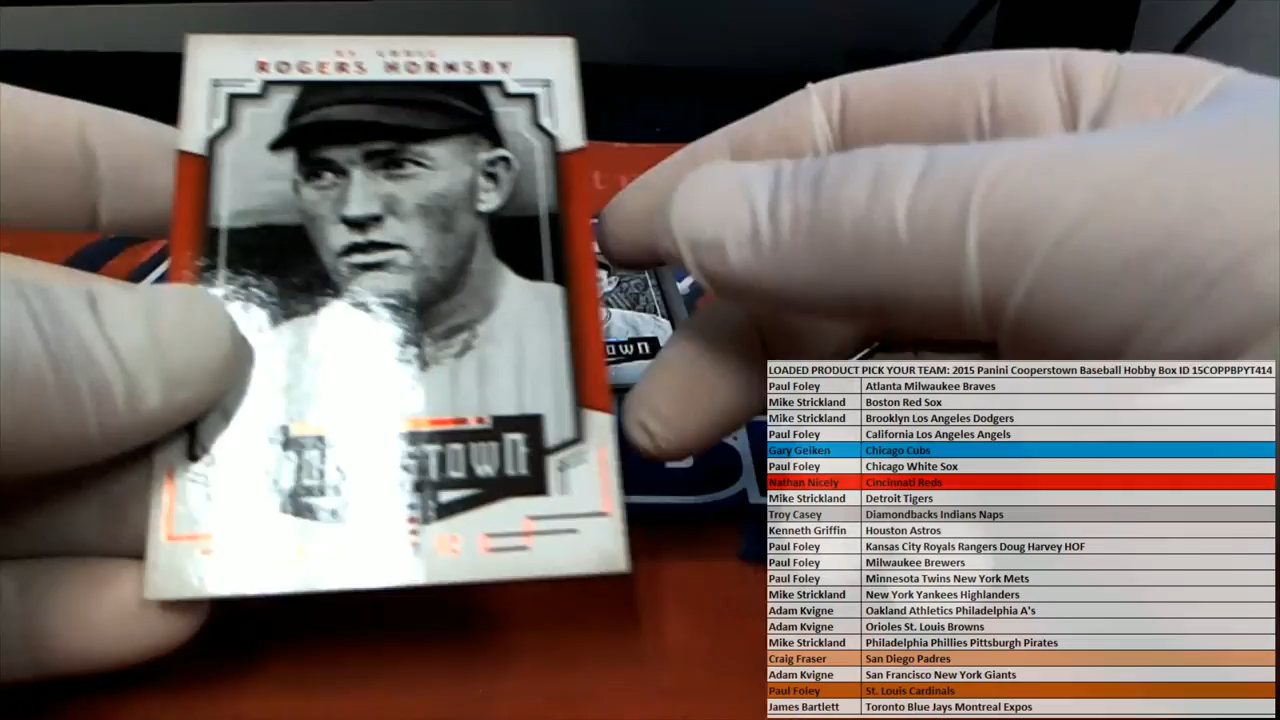 ROGERS HORNSBY
LOADED PRODUCT PICK YOUR TEAM: 2015 Panini Cooperstown Baseball Hobby Box ID 15COPPBPYT414
Paul Foley Atlanta Milwaukee Braves
Mike Strickland Boston Red Sox
Mike Strickland Brooklyn Los Angeles Dodgers
Paul Foley California Los Angeles Angels
Gary Geiken Chicago Cubs
Paul Foley Chicago White Sox
Nathan Nicely Cincinnati Reds
Mike Strickland Detroit Tigers
Troy Casey Diamondbacks Indians Naps
Kenneth Griffin Houston Astros
Paul Foley Kansas City Royals Rangers Doug Harvey HOF
Paul Foley Milwaukee Brewers
Paul Foley Minnesota Twins New York Mets
Mike Strickland New York Yankees Highlanders
Adam Kvigne Oakland Athletics Philadelphia A's
Adam Kvigne Orioles St. Louis Browns
Mike Strickland Philadelphia Phillies Pittsburgh Pirates
Craig Fraser San Diego Padres
Adam Kvigne San Francisco New York Giants
Paul Foley St. Louis Cardinals
James Bartlett Toronto Blue Jays Montreal Expos